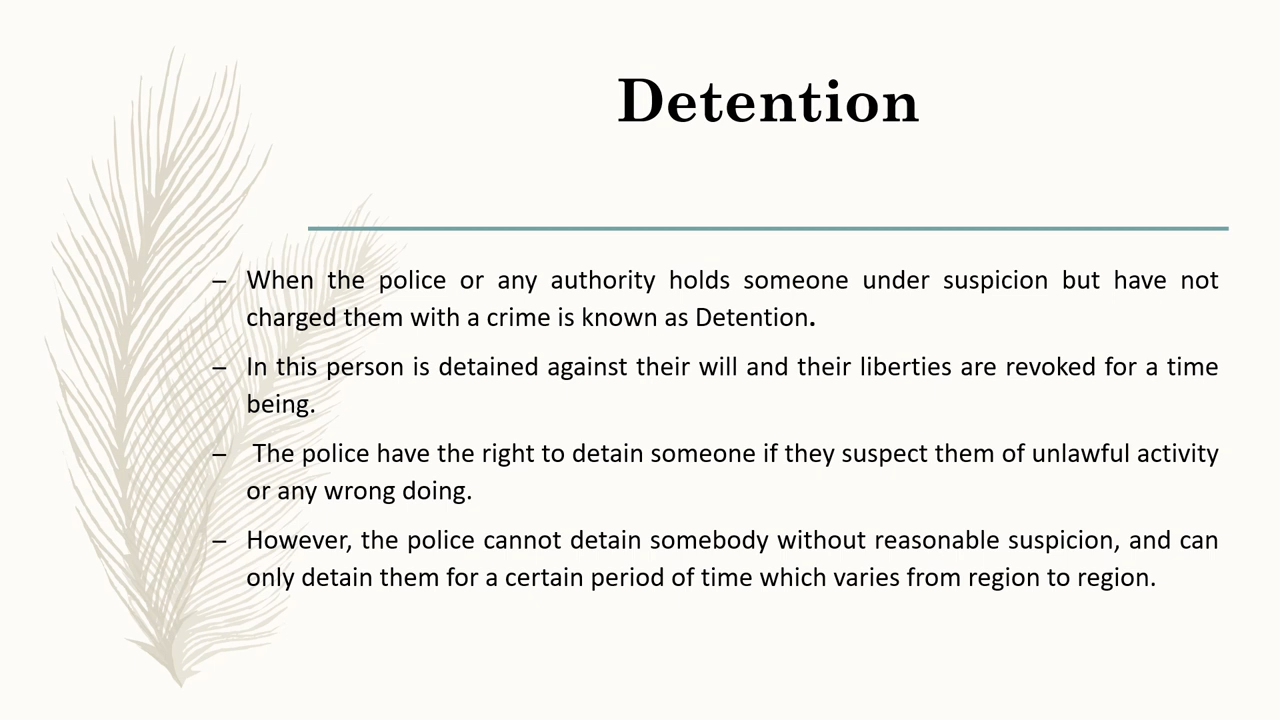 Detention
– When the police or any authority holds someone under suspicion but have not
charged them with a crime is known as Detention.
– In this person is detained against their will and their liberties are revoked for a time
being.
– The police have the right to detain someone if they suspect them of unlawful activity
or any wrong doing.
– However, the police cannot detain somebody without reasonable suspicion, and can
only detain them for a certain period of time which varies from region to region.